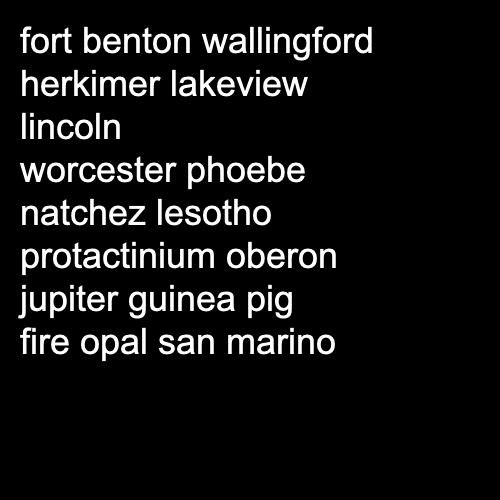 fort benton wallingford
herkimer lakeview
lincoln
worcester phoebe
natchez lesotho
protactinium oberon
jupiter guinea pig
fire opal san marino